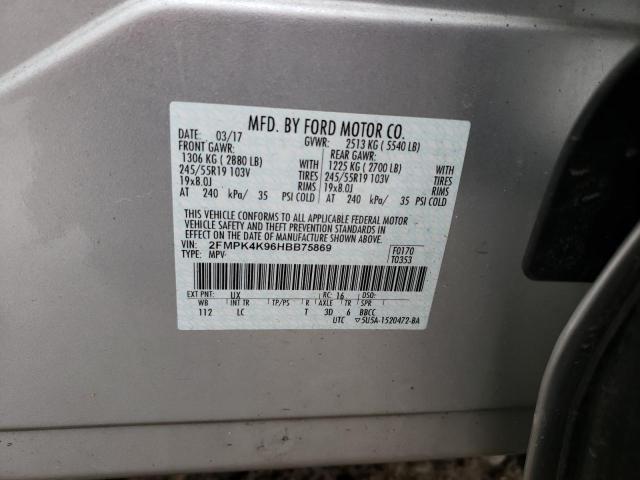 MFD. BY FORD MOTOR CO.
DATE: 03/17 GVWR: 2513 KG ( 5540 LB)
FRONT GAWR: REAR GAWR:
1306 KG ( 2880 LB) WITH 1225 KG ( 2700 LB) WITH
245/55R19 103V TIRES 245/55R19 103V TIRES
19x8.0J RIMS 19x8.0J RIMS
AT 240 kPa/ 35 PSI COLD AT 240 kPa/ 35 PSI COLD
THIS VEHICLE CONFORMS TO ALL APPLICABLE FEDERAL MOTOR
VEHICLE SAFETY AND THEFT PREVENTION STANDARDS IN
EFFECT ON THE DATE OF MANUFACTURE SHOWN ABOVE.
VIN: 2FMPK4K96HBB75869 F0170
TYPE: MPV T0353
EXT PNT: UX RC: 16
WB INT TR TP/PS R AXLE TR SPR
112 LC T 3D 6 BBCC
UTC ▽5U5A-1520472-BA